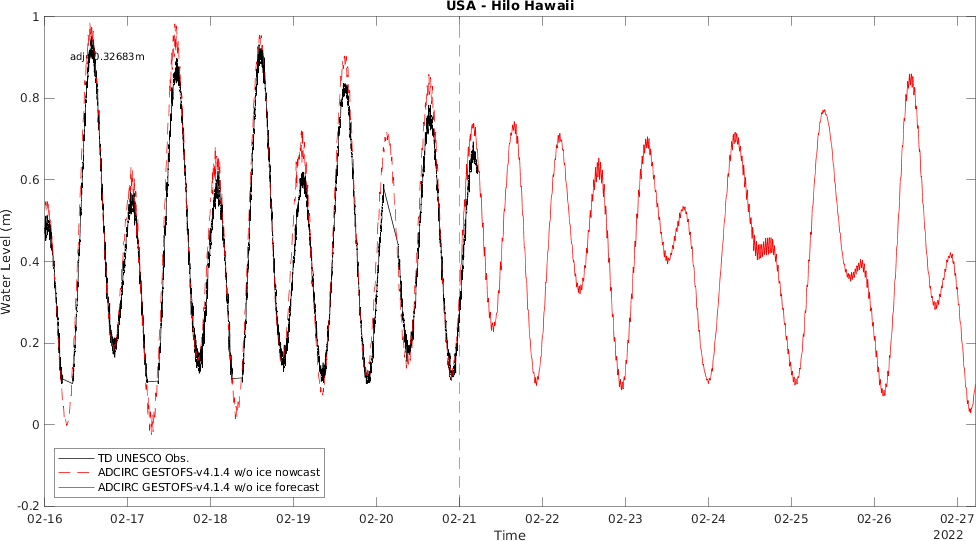 USA - Hilo Hawaii
1
0.8
0.6
0.4
0.2
0
-0.2
Water Level (m)
TD UNESCO Obs.
ADCIRC GESTOFS-v4.1.4 w/o ice nowcast
ADCIRC GESTOFS-v4.1.4 w/o ice forecast
02-16 02-17 02-18 02-19 02-20 02-21 02-22 02-23 02-24 02-25 02-26 02-27
Time
2022